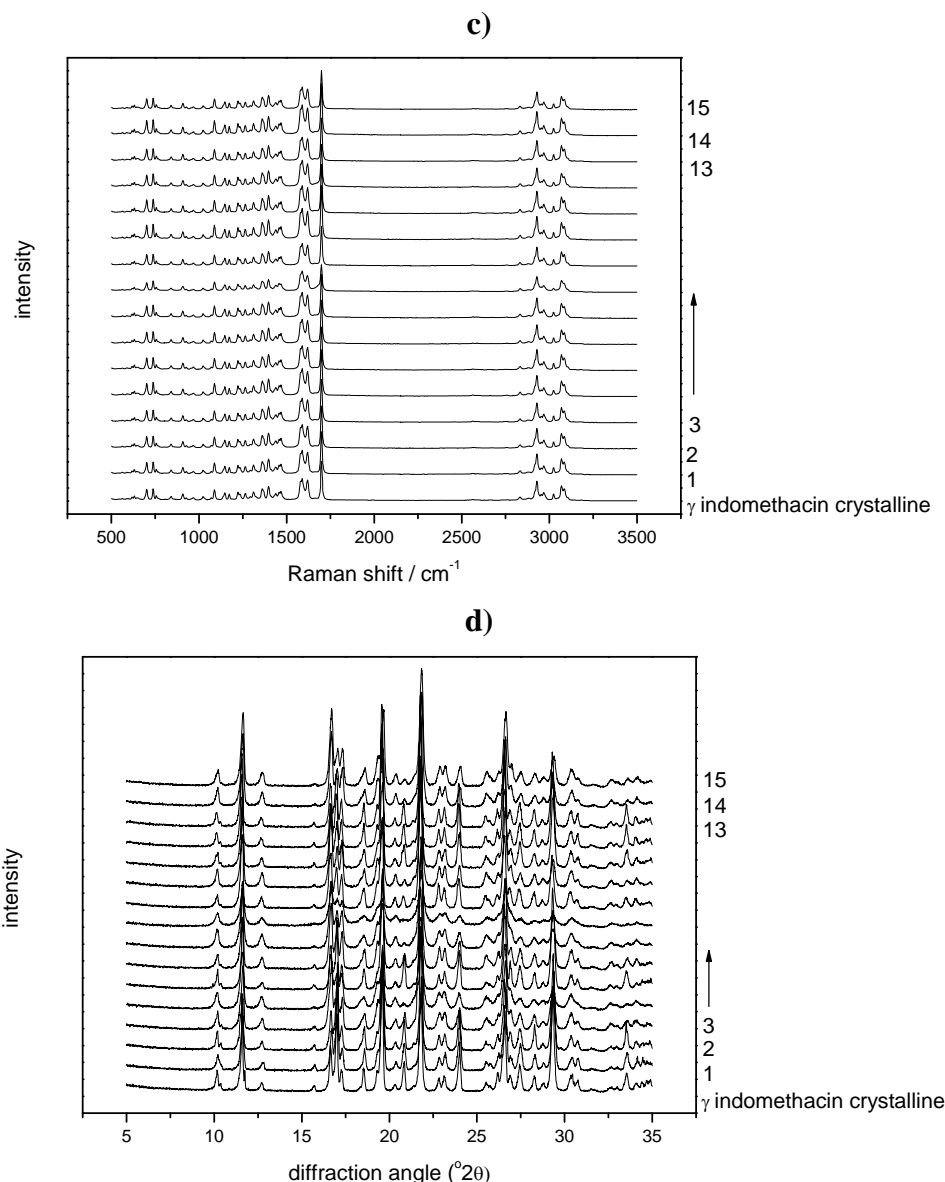 c)
intensity
15
14
13
3
2
1
γ indomethacin crystalline
500 1000 1500 2000 2500 3000 3500
Raman shift / cm⁻¹
d)
intensity
15
14
13
3
2
1
γ indomethacin crystalline
5 10 15 20 25 30 35
diffraction angle (°2θ)